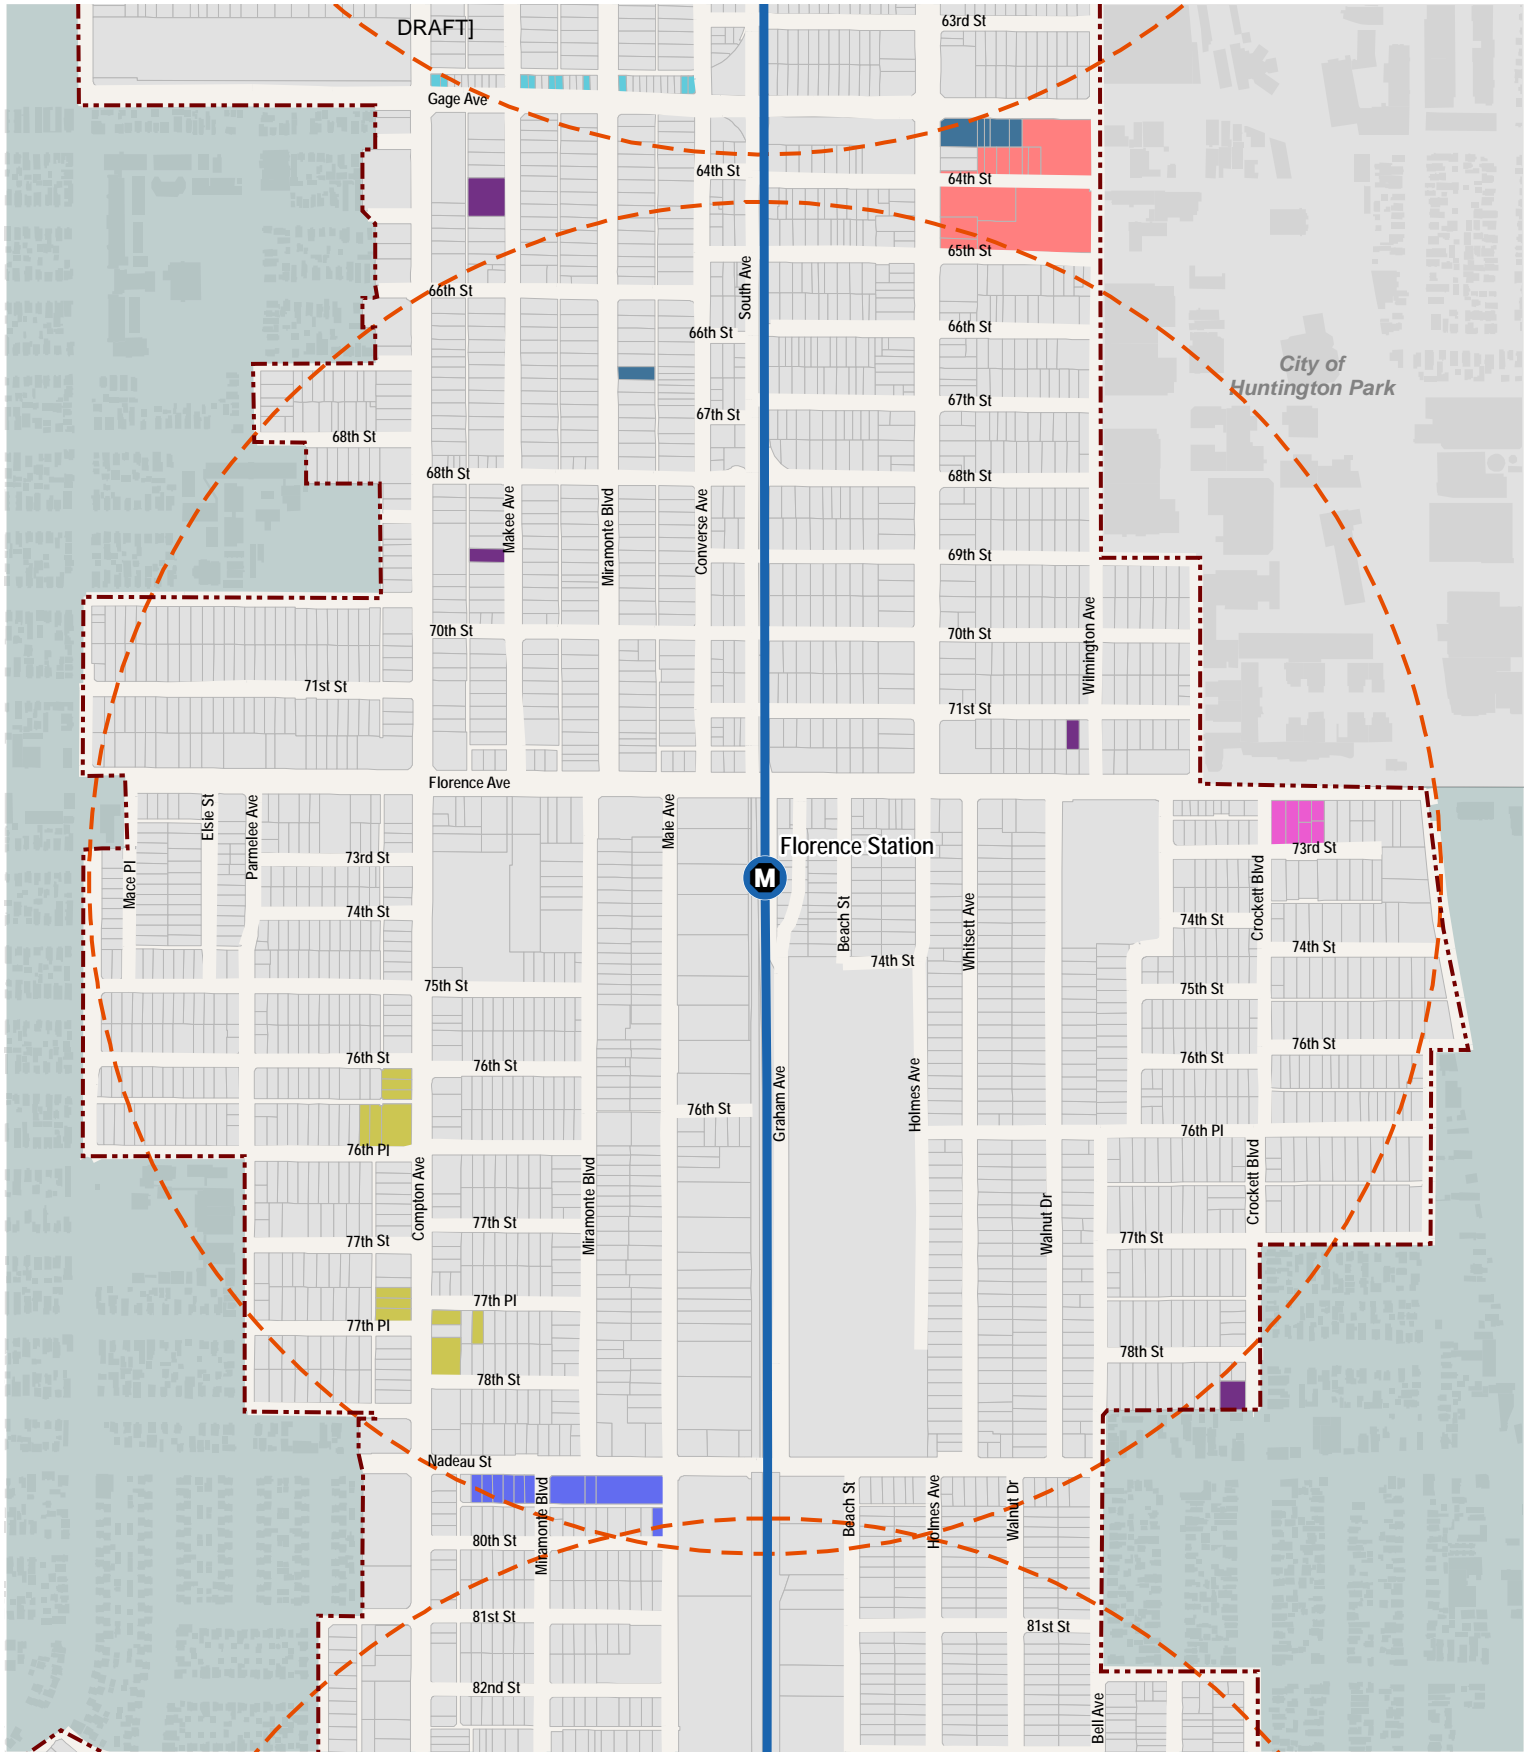 DRAFT]
63rd St
Gage Ave
64th St
64th St
65th St
South Ave
66th St
66th St
66th St
City of
Huntington Park
67th St
67th St
68th St
68th St
68th St
Makee Ave
Miramonte Blvd
Converse Ave
69th St
Wilmington Ave
70th St
70th St
71st St
71st St
Florence Ave
Elsie St
Parmelee Ave
Maie Ave
Florence Station
M
73rd St
73rd St
Mace Pl
Beach St
Whitsett Ave
Crockett Blvd
74th St
74th St
74th St
74th St
75th St
75th St
76th St
76th St
76th St
76th St
76th St
Graham Ave
Holmes Ave
76th Pl
76th Pl
Compton Ave
Miramonte Blvd
Walnut Dr
Crockett Blvd
77th St
77th St
77th St
77th Pl
77th Pl
78th St
78th St
Nadeau St
Miramonte Blvd
Beach St
Holmes Ave
Walnut Dr
80th St
81st St
81st St
82nd St
Bell Ave